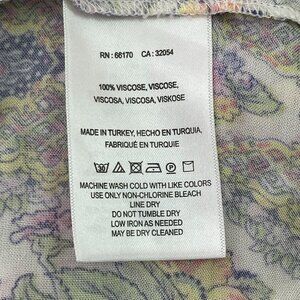 RN : 66170 CA : 32054
100% VISCOSE, VISCOSE,
VISCOSA, VISCOSA, VISKOSE
MADE IN TURKEY, HECHO EN TURQUIA,
FABRIQUÉ EN TURQUIE
MACHINE WASH COLD WITH LIKE COLORS
USE ONLY NON-CHLORINE BLEACH
LINE DRY
DO NOT TUMBLE DRY
LOW IRON AS NEEDED
MAY BE DRY CLEANED